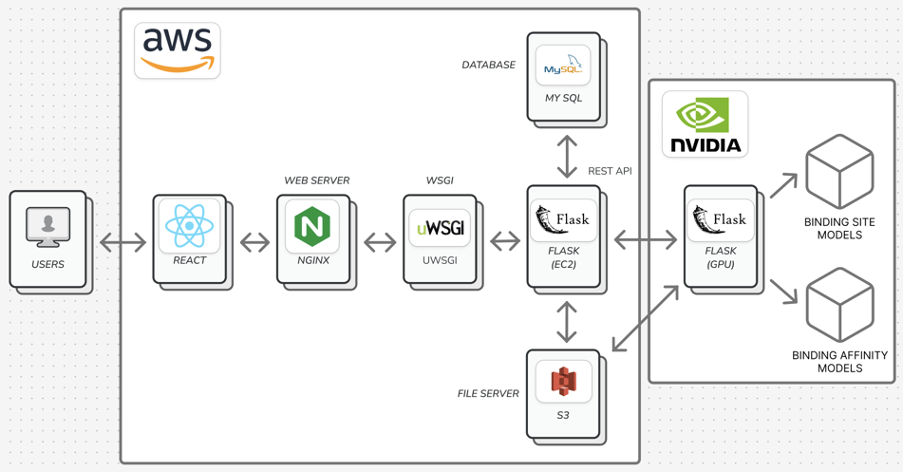 aws
DATABASE
MySQL
MY SQL
NVIDIA
REST API
WEB SERVER
WSGI
USERS
REACT
N
NGINX
uWSGI
UWSGI
Flask
FLASK
(EC2)
Flask
FLASK
(GPU)
BINDING SITE
MODELS
BINDING AFFINITY
MODELS
FILE SERVER
S3